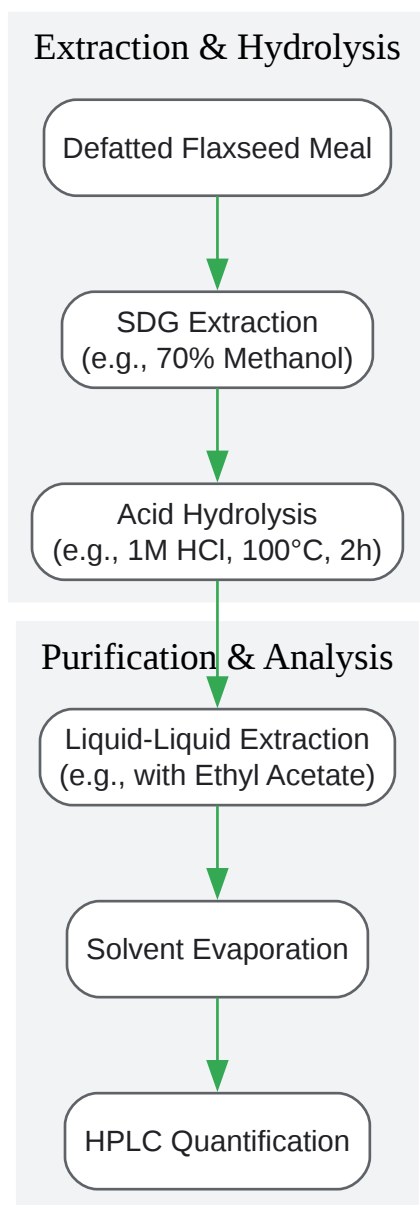 Extraction & Hydrolysis
Defatted Flaxseed Meal
SDG Extraction
(e.g., 70% Methanol)
Acid Hydrolysis
(e.g., 1M HCl, 100°C, 2h)
Purification & Analysis
Liquid-Liquid Extraction
(e.g., with Ethyl Acetate)
Solvent Evaporation
HPLC Quantification